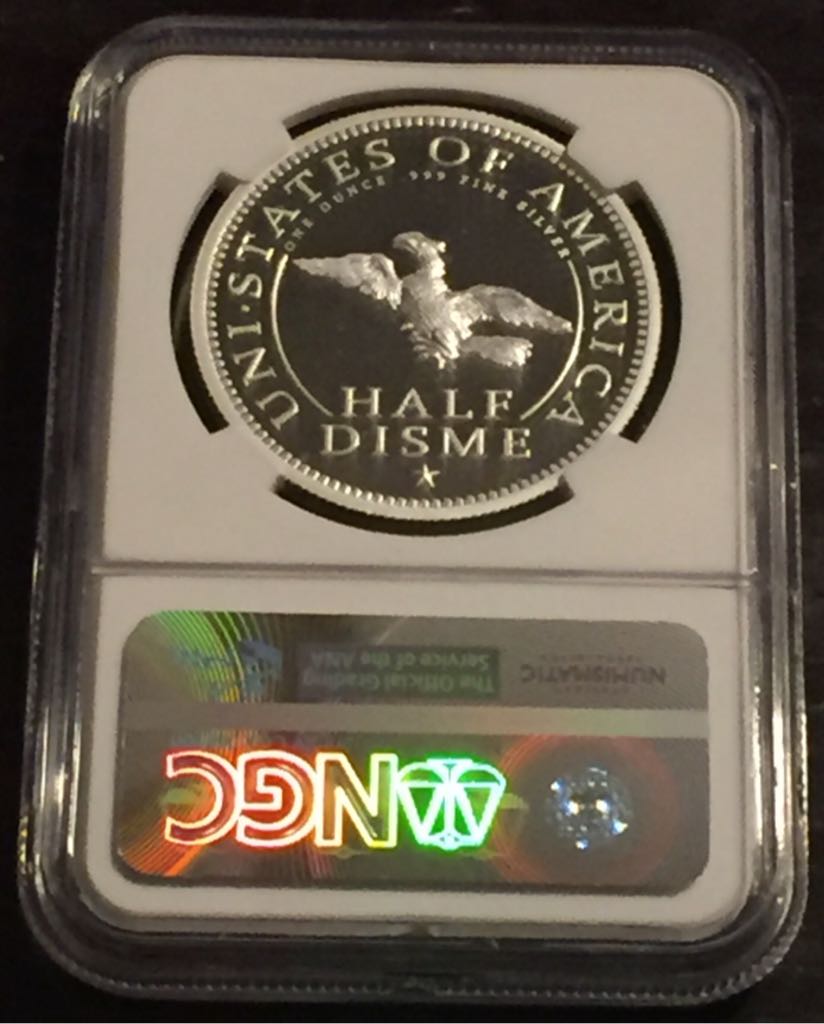 UNI·STATES OF AMERICA
ONE OUNCE .999 FINE SILVER
HALF
DISME
NUMISMATIC
The Official Grading
Service of the ANA
NGC